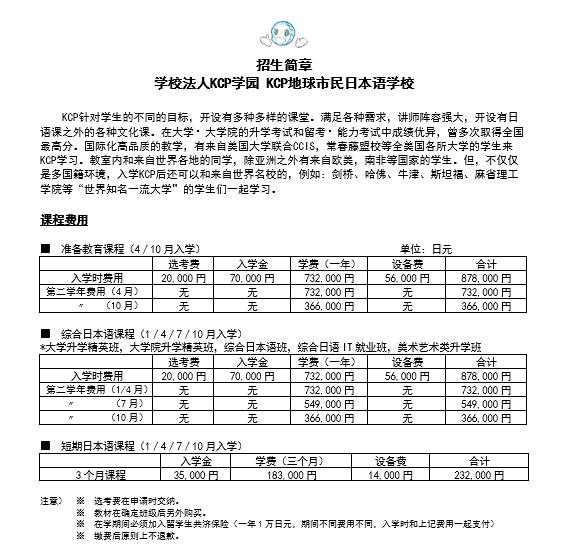 招生简章
学校法人KCP学园 KCP地球市民日本语学校
KCP针对学生的不同的目标，开设有多种多样的课堂。满足各种需求，讲师阵容强大，开设有日
语课之外的各种文化课。在大学・大学院的升学考试和留考・能力考试中成绩优异，曾多次取得全国
最高分。国际化高品质的教学，有来自美国大学联合CCIS，常春藤盟校等全美国各所大学的学生来
KCP学习。教室内和来自世界各地的同学，除亚洲之外有来自欧美，南非等国家的学生。但，不仅仅
是多国籍环境，入学KCP后还可以和来自世界名校的，例如：剑桥、哈佛、牛津、斯坦福、麻省理工
学院等“世界知名一流大学”的学生们一起学习。
课程费用
■ 准备教育课程（4 / 10 月入学） 单位：日元
选考费 入学金 学费（一年） 设备费 合计
入学时费用 20,000 円 70,000 円 732,000 円 56,000 円 878,000 円
第二学年费用（4 月） 无 无 732,000 円 无 732,000 円
〃 （10 月） 无 无 366,000 円 无 366,000 円
■ 综合日本语课程（1 / 4 / 7 / 10 月入学）
*大学升学精英班，大学院升学精英班，综合日本语班，综合日语 IT 就业班，美术艺术类升学班
选考费 入学金 学费（一年） 设备费 合计
入学时费用 20,000 円 70,000 円 732,000 円 56,000 円 878,000 円
第二学年费用（1/4 月） 无 无 732,000 円 无 732,000 円
〃 （7 月） 无 无 549,000 円 无 549,000 円
〃 （10 月） 无 无 366,000 円 无 366,000 円
■ 短期日本语课程（1 / 4 / 7 / 10 月入学）
入学金 学费（三个月） 设备费 合计
3 个月课程 35,000 円 183,000 円 14,000 円 232,000 円
注意） ※ 选考费在申请时交纳。
※ 教材在确定班级后另外购买。
※ 在学期间必须加入留学生共济保险（一年 1 万日元，期间不同费用不同，入学时和上记费用一起支付）
※ 缴费后原则上不退款。